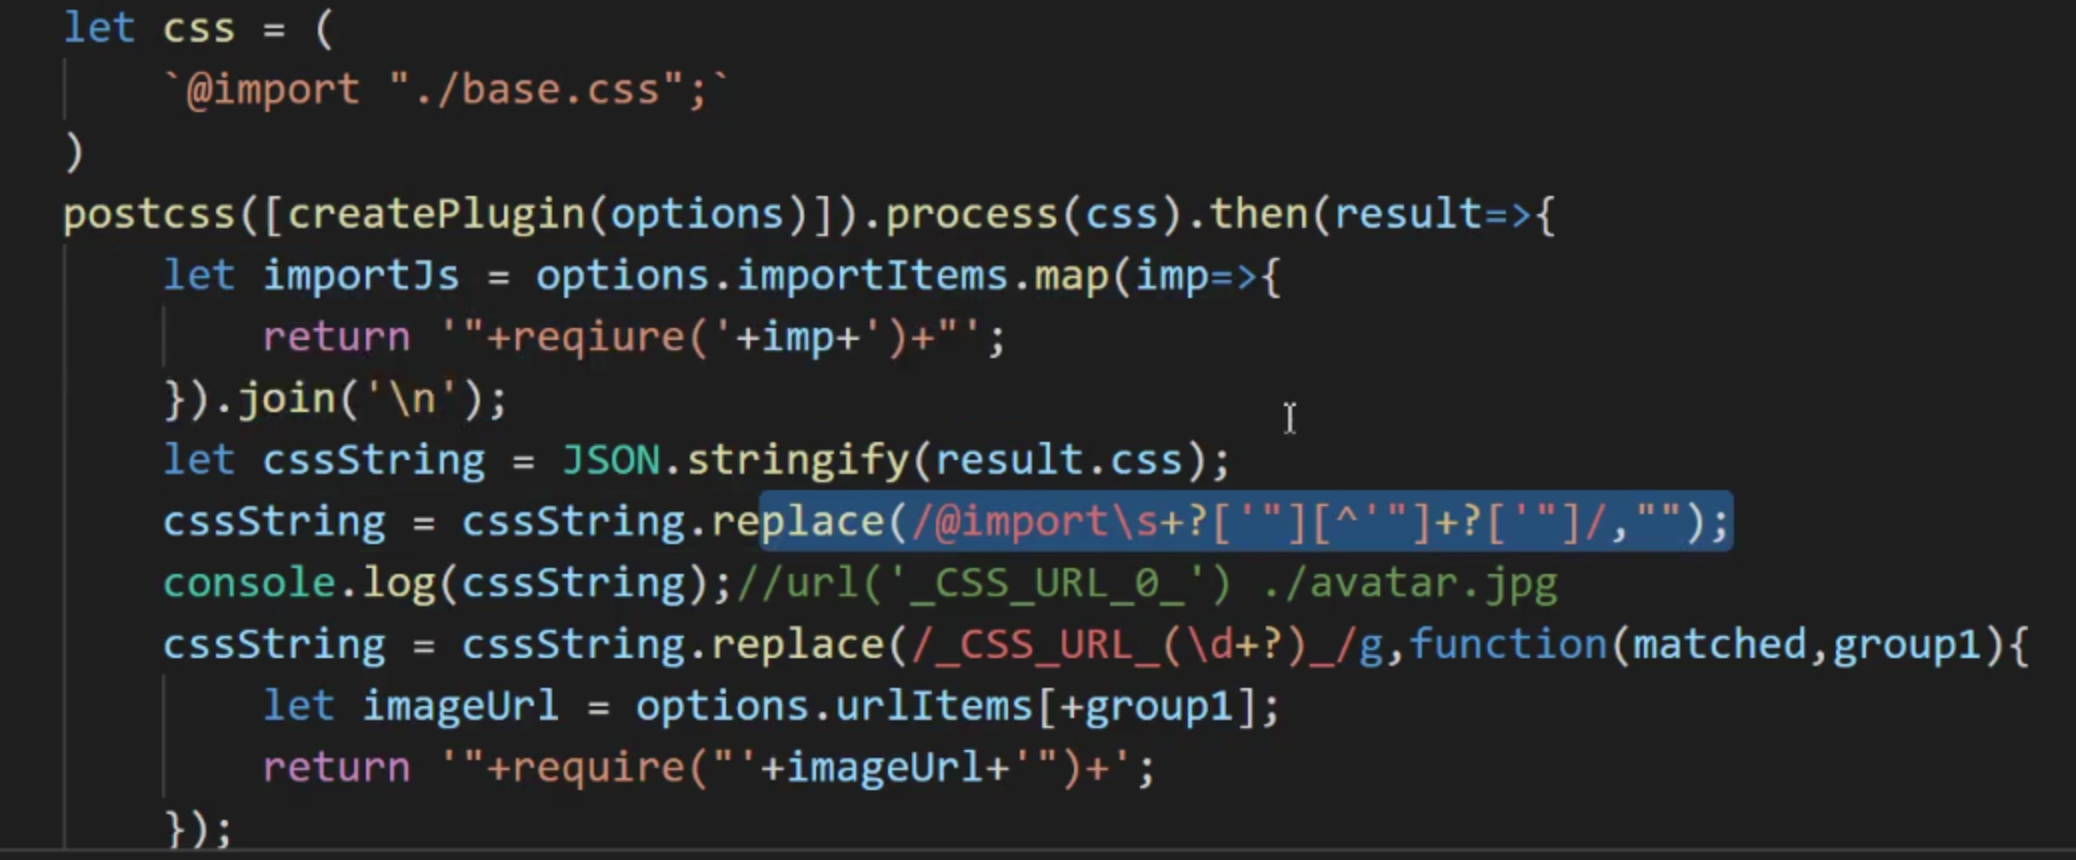 let css = (
`@import "./base.css";`
)
postcss([createPlugin(options)]).process(css).then(result=>{
let importJs = options.importItems.map(imp=>{
return '"+reqiure('+imp+')+"';
}).join('\n');
let cssString = JSON.stringify(result.css);
cssString = cssString.replace(/@import\s+?['"][^'"]+?['"]/,"");
console.log(cssString);//url('_CSS_URL_0_') ./avatar.jpg
cssString = cssString.replace(/_CSS_URL_(\d+?)_/g,function(matched,group1){
let imageUrl = options.urlItems[+group1];
return '"+require("'+imageUrl+'")+';
});